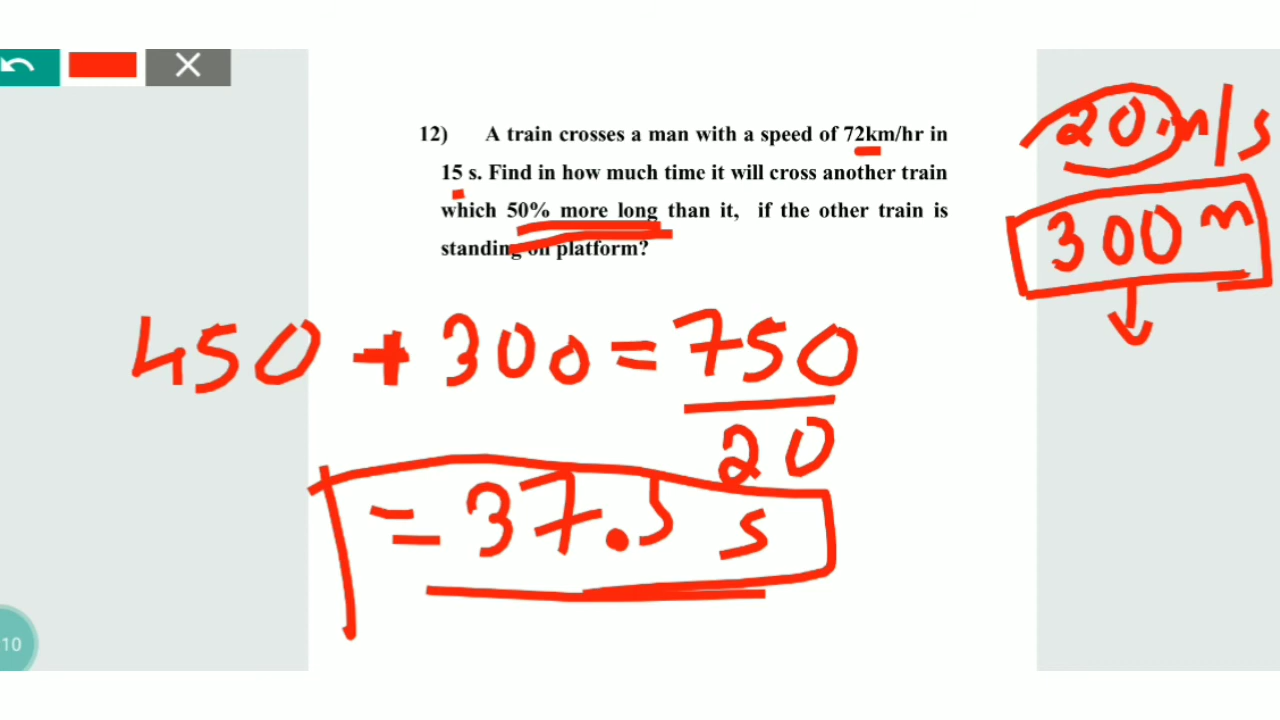 12) A train crosses a man with a speed of 72km/hr in
15 s. Find in how much time it will cross another train
which 50% more long than it, if the other train is
standing on platform?
20 m/s
300 m
450 + 300 = 750
20
= 37.5 s
10